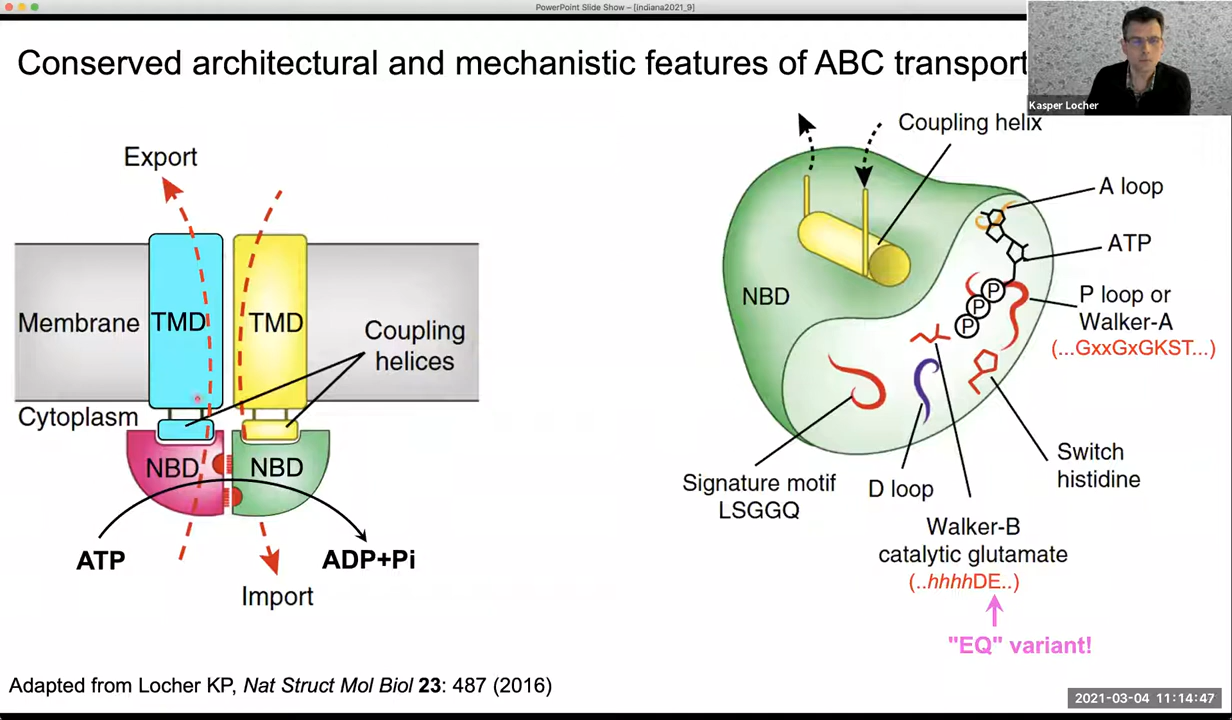 PowerPoint Slide Show – [indiana2021_9]
Conserved architectural and mechanistic features of ABC transport
Kasper Locher
Export
Membrane
TMD
TMD
Coupling
helices
Cytoplasm
NBD
NBD
ATP
ADP+Pi
Import
Coupling helix
A loop
ATP
NBD
P
P
P
P loop or
Walker-A
(...GxxGxGKST...)
Switch
histidine
Signature motif
LSGGQ
D loop
Walker-B
catalytic glutamate
(..hhhhDE..)
"EQ" variant!
Adapted from Locher KP, Nat Struct Mol Biol 23: 487 (2016)
2021-03-04 11:14:47